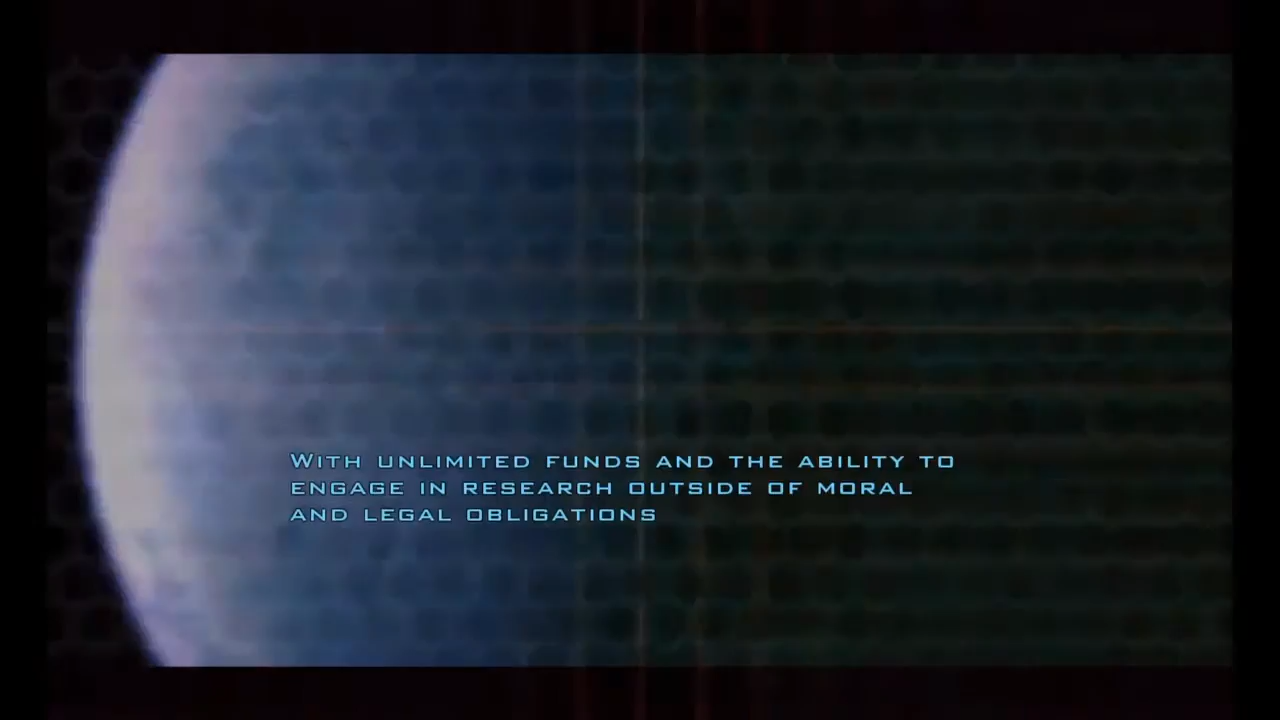 With unlimited funds and the ability to
engage in research outside of moral
and legal obligations